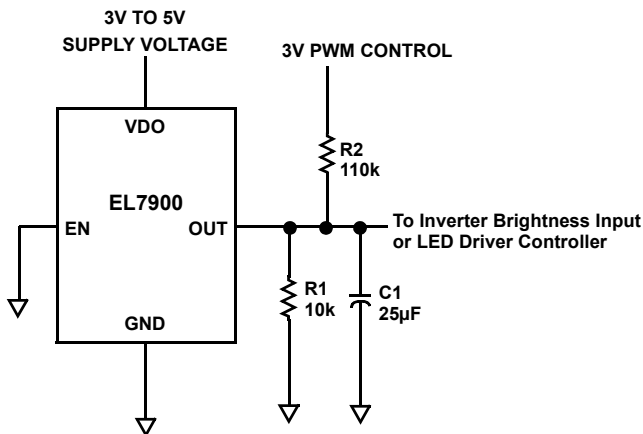 3V TO 5V
SUPPLY VOLTAGE
3V PWM CONTROL
VDO
R2
110k
EL7900
EN
OUT
To Inverter Brightness Input
or LED Driver Controller
R1
10k
C1
25µF
GND